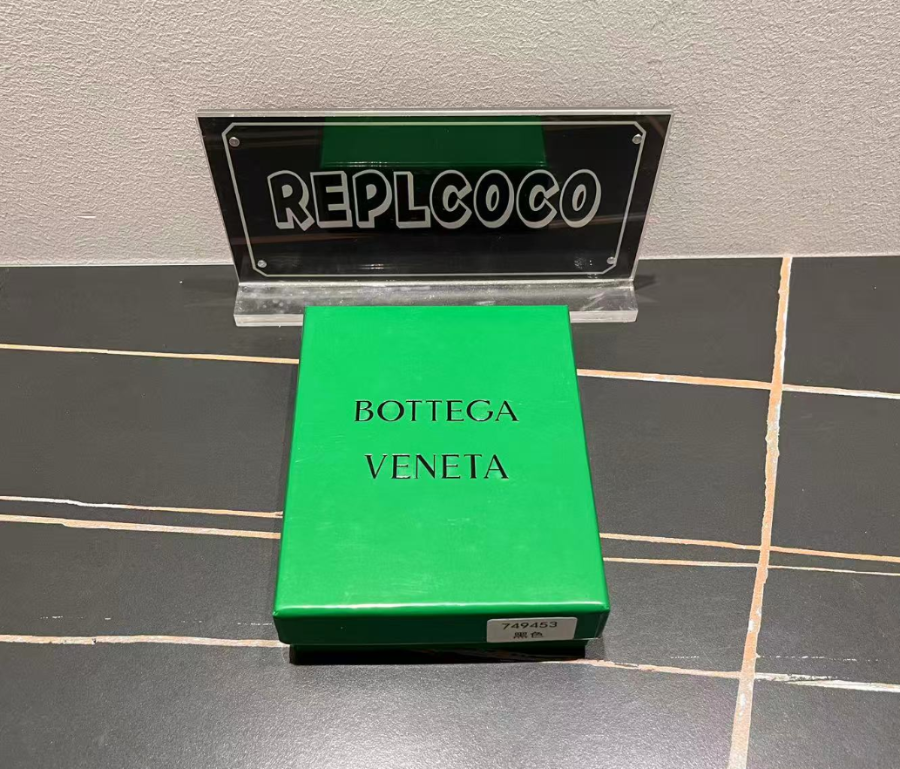 REPLCOCO
BOTTEGA
VENETA
749453
黑色